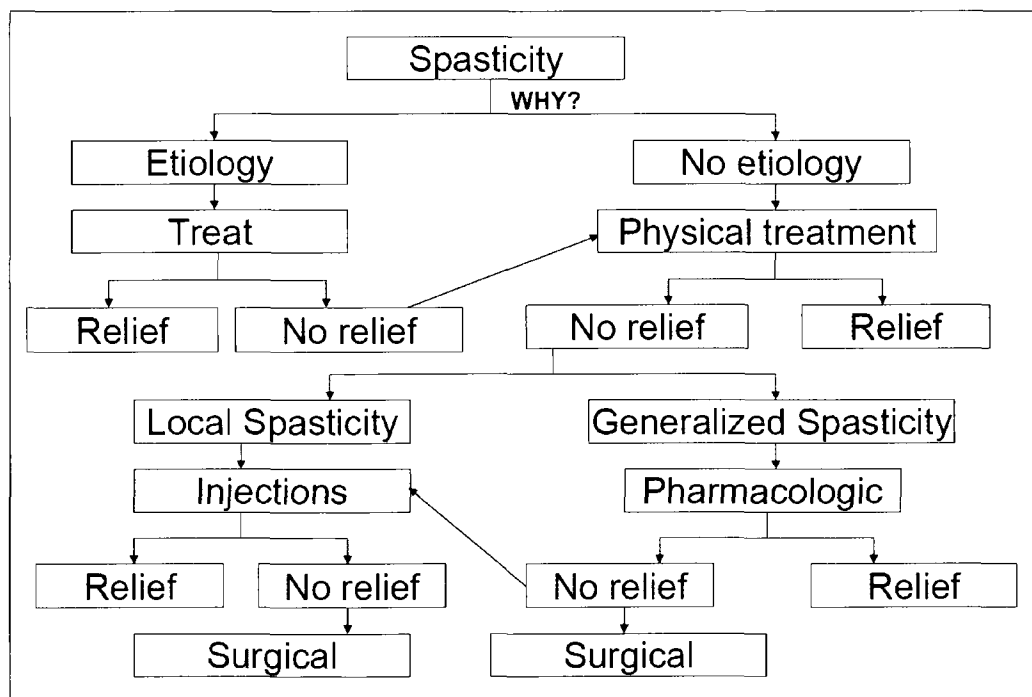 Spasticity
WHY?
Etiology
No etiology
Treat
Physical treatment
Relief
No relief
No relief
Relief
Local Spasticity
Generalized Spasticity
Injections
Pharmacologic
Relief
No relief
No relief
Relief
Surgical
Surgical